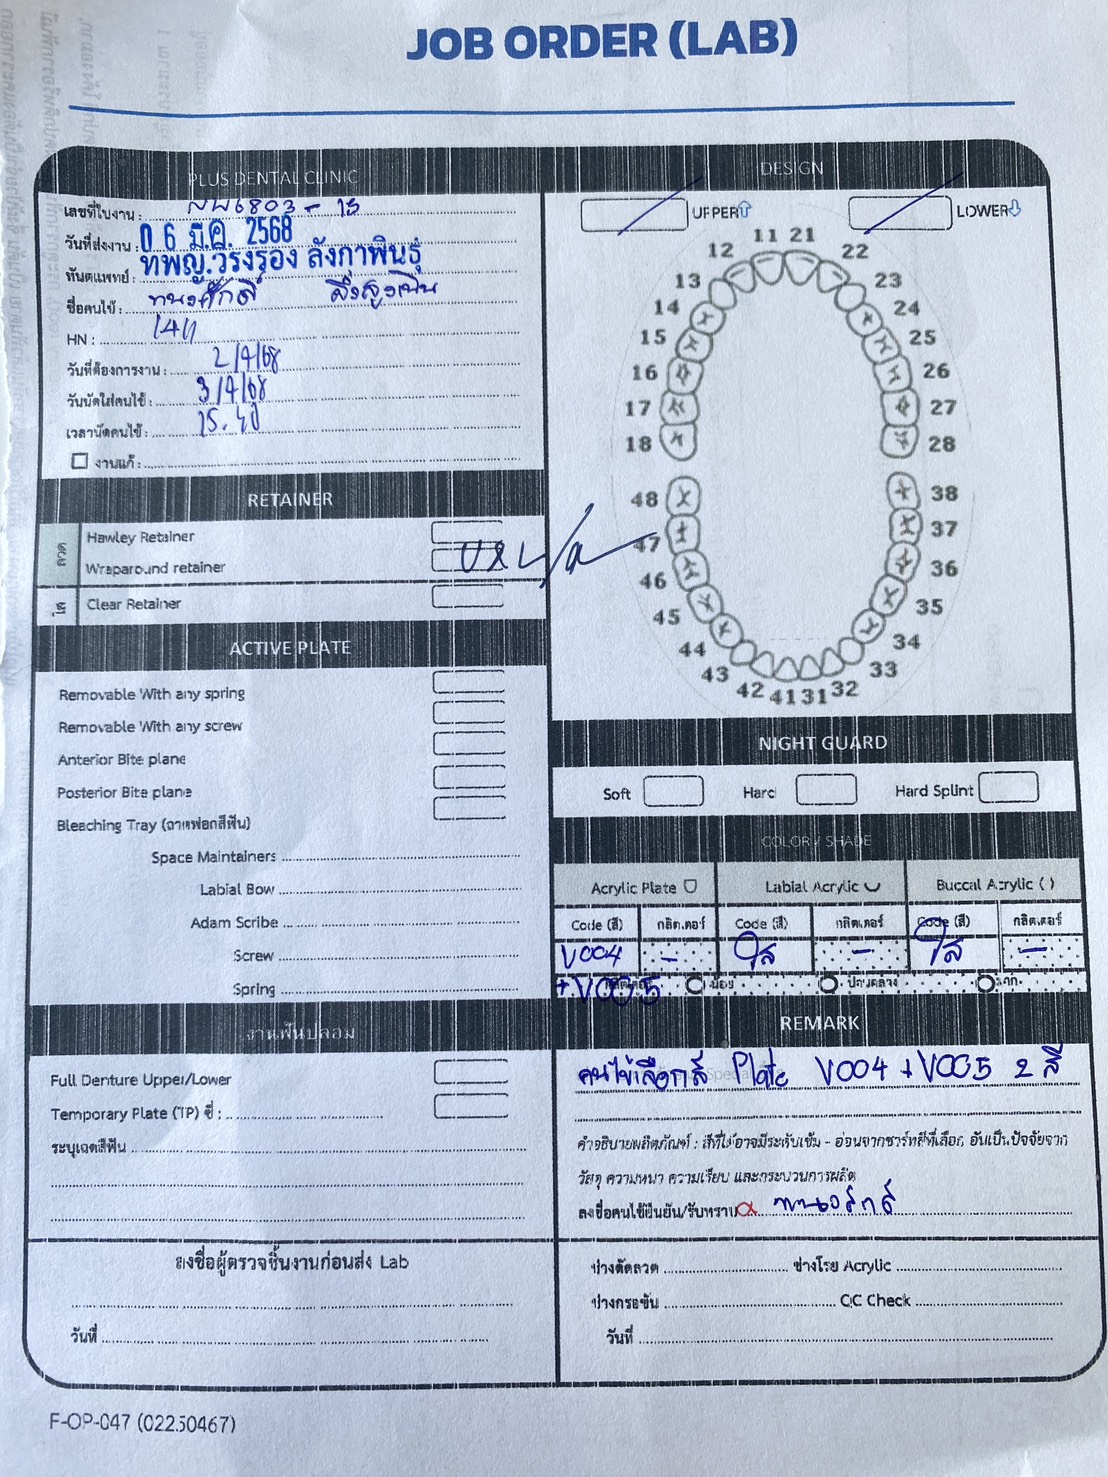 JOB ORDER (LAB)
PLUS DENTAL CLINIC
เลขที่ใบงาน : 6803 - 13
วันที่ส่งงาน : 06 มี.ค. 2568
ทันตแพทย์ : ทพญ.วรงรอง ลังกาพินธุ์
ชื่อคนไข้ : ทนงศักดิ์ สิงสูงเนิน
HN :
วันที่ต้องการงาน : 2/4/68
วันนัดใส่คนไข้ : 3/4/68
เวลานัดคนไข้ : 15.40
งานแก้ :
DESIGN
UPPER
LOWER
11 21
12 22
13 23
14 24
15 25
16 26
17 27
18 28
48 38
47 37
46 36
45 35
44 34
43 33
42 41 31 32
RETAINER
ลวด
Hawley Retainer
Wraparound retainer
Clear Retainer
ACTIVE PLATE
Removable With any spring
Removable With any screw
Anterior Bite plane
Posterior Bite plane
Bleaching Tray (ถาดฟอกสีฟัน)
Space Maintainers
Labial Bow
Adam Scribe
Screw
Spring
NIGHT GUARD
Soft Hard Hard Splint
COLOR / SHADE
Acrylic Plate Labial Acrylic Buccal Acrylic ( )
Code (สี) กลิตเตอร์ Code (สี) กลิตเตอร์ Code (สี) กลิตเตอร์
V004 - ใส - ใส -
+V005 น้อย ปานกลาง มาก
งานฟันปลอม
Full Denture Upper/Lower
Temporary Plate (TP) ซี่ :
ระบุเฉดสีฟัน
REMARK
คนไข้เลือกสี Plate V004 + V005 2 สี
คำอธิบายผลิตภัณฑ์ : สีที่ได้อาจมีระดับเข้ม - อ่อนจากชาร์ทสีที่เลือก อันเป็นปัจจัยจาก
วัสดุ ความหนา ความเรียบ และกระบวนการผลิต
ลงชื่อคนไข้ยืนยัน/รับทราบ ทนงศักดิ์
ลงชื่อผู้ตรวจชิ้นงานก่อนส่ง Lab
วันที่
ช่างดัดลวด ช่างโรย Acrylic
ช่างกรอขัด QC Check
วันที่
F-OP-047 (02250467)